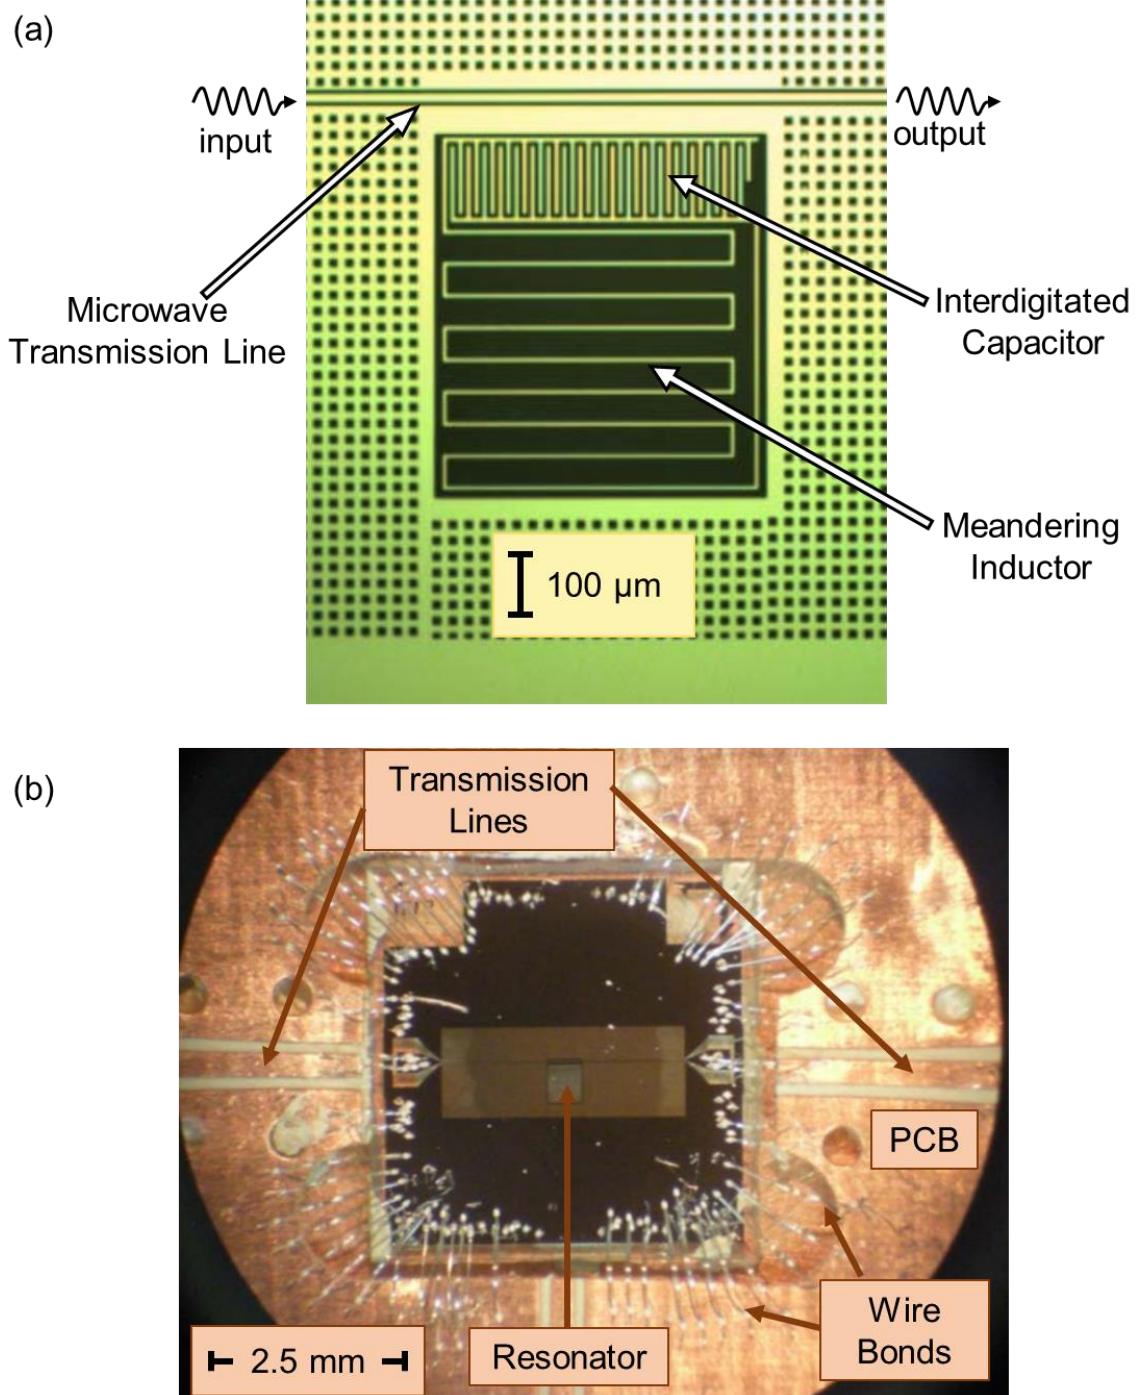 (a)
input
output
Microwave
Transmission Line
Interdigitated
Capacitor
Meandering
Inductor
100 μm
(b)
Transmission
Lines
PCB
Wire
Bonds
Resonator
2.5 mm